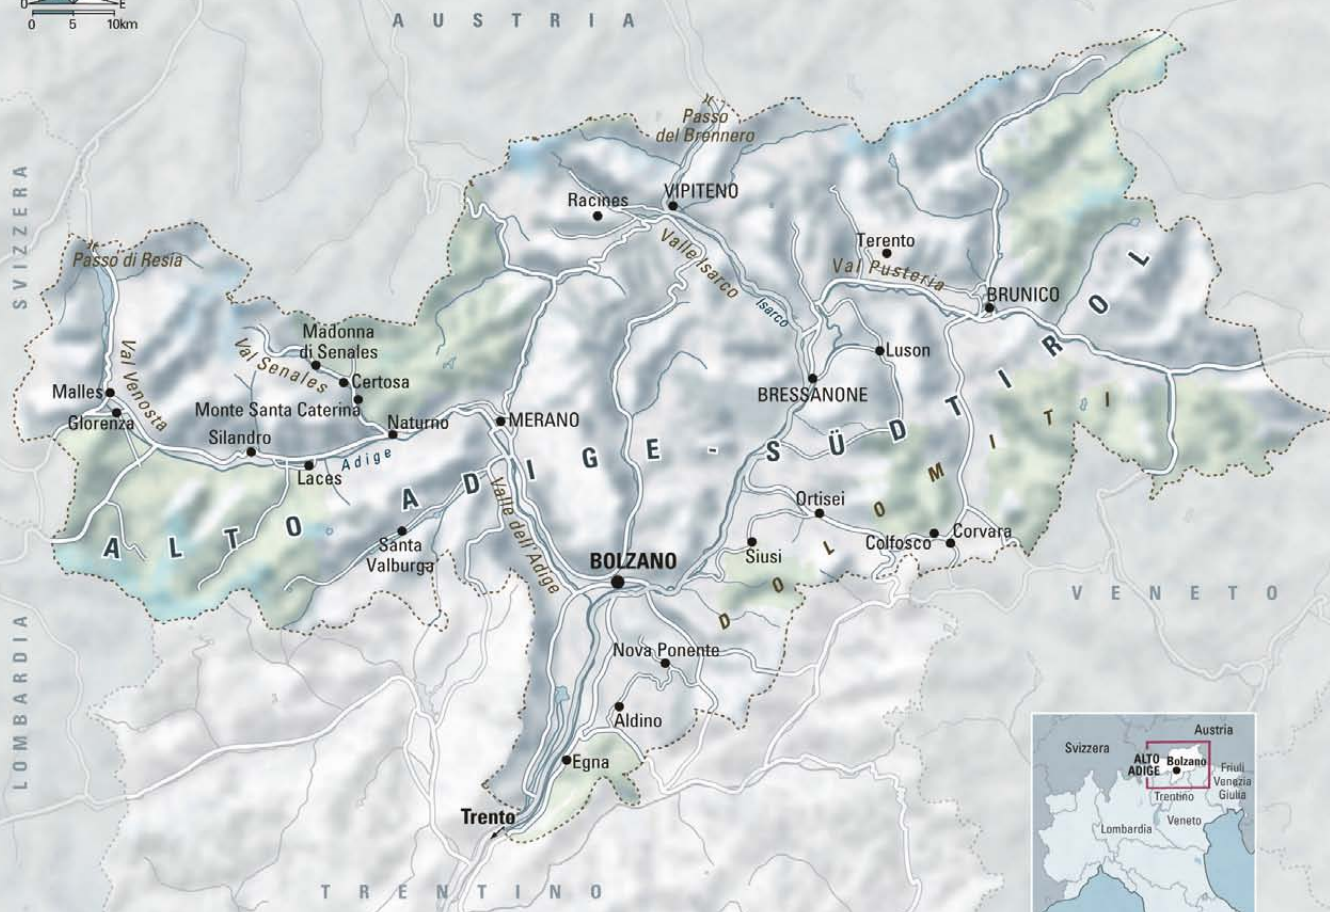 O E
0 5 10km
AUSTRIA
SVIZZERA
Passo
del Brennero
Racines
VIPITENO
Passo di Resia
Valle Isarco
Isarco
Terento
Val Pusteria
BRUNICO
Madonna
di Senales
Val Senales
Certosa
Luson
Malles
Val Venosta
Monte Santa Caterina
BRESSANONE
Glorenza
Silandro
Naturno
MERANO
Laces
Adige
ALTO ADIGE - SÜDTIROL
Valle dell'Adige
Ortisei
Santa
Valburga
Siusi
Colfosco
Corvara
DOLOMITI
BOLZANO
VENETO
LOMBARDIA
Nova Ponente
Aldino
Egna
Trento
TRENTINO
Austria
Svizzera
ALTO
ADIGE
Bolzano
Friuli
Venezia
Giulia
Trentino
Veneto
Lombardia